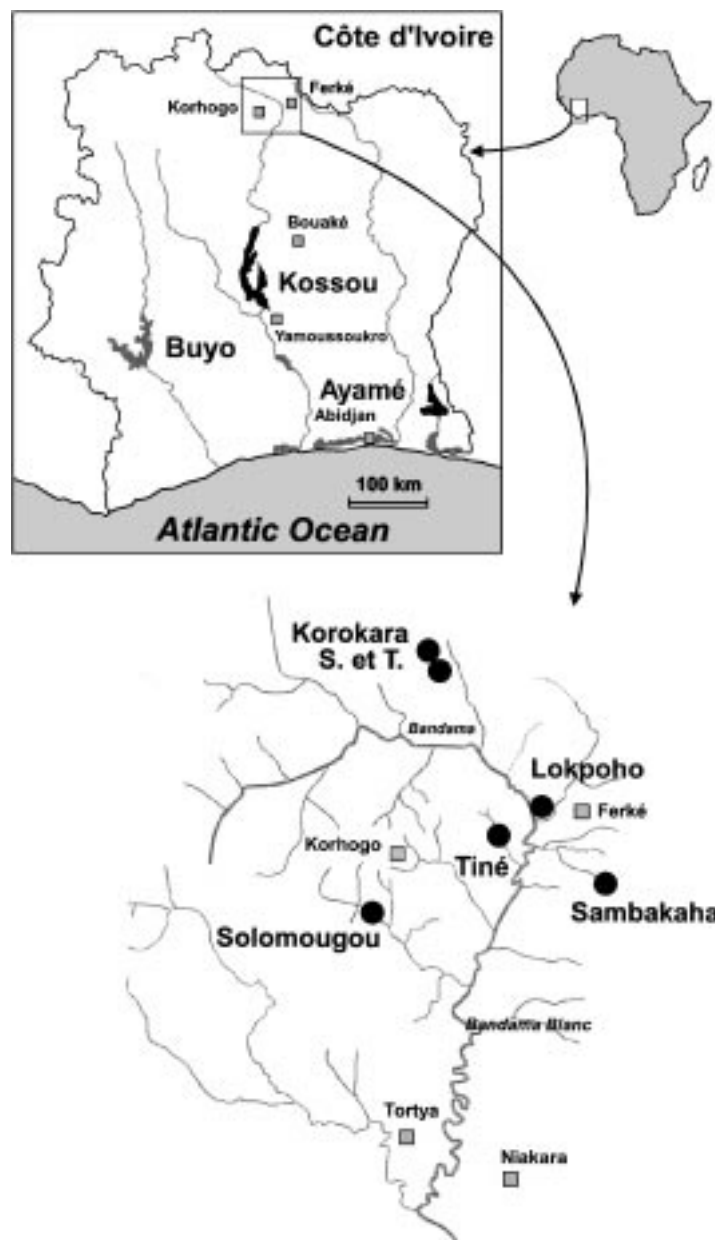 Côte d'Ivoire
Ferké
Korhogo
Bouaké
Kossou
Yamoussoukro
Buyo
Ayamé
Abidjan
100 km
Atlantic Ocean
Korokara
S. et T.
Bandama
Lokpoho
Ferké
Korhogo
Tiné
Sambakaha
Solomougou
Bandama Blanc
Tortya
Niakara